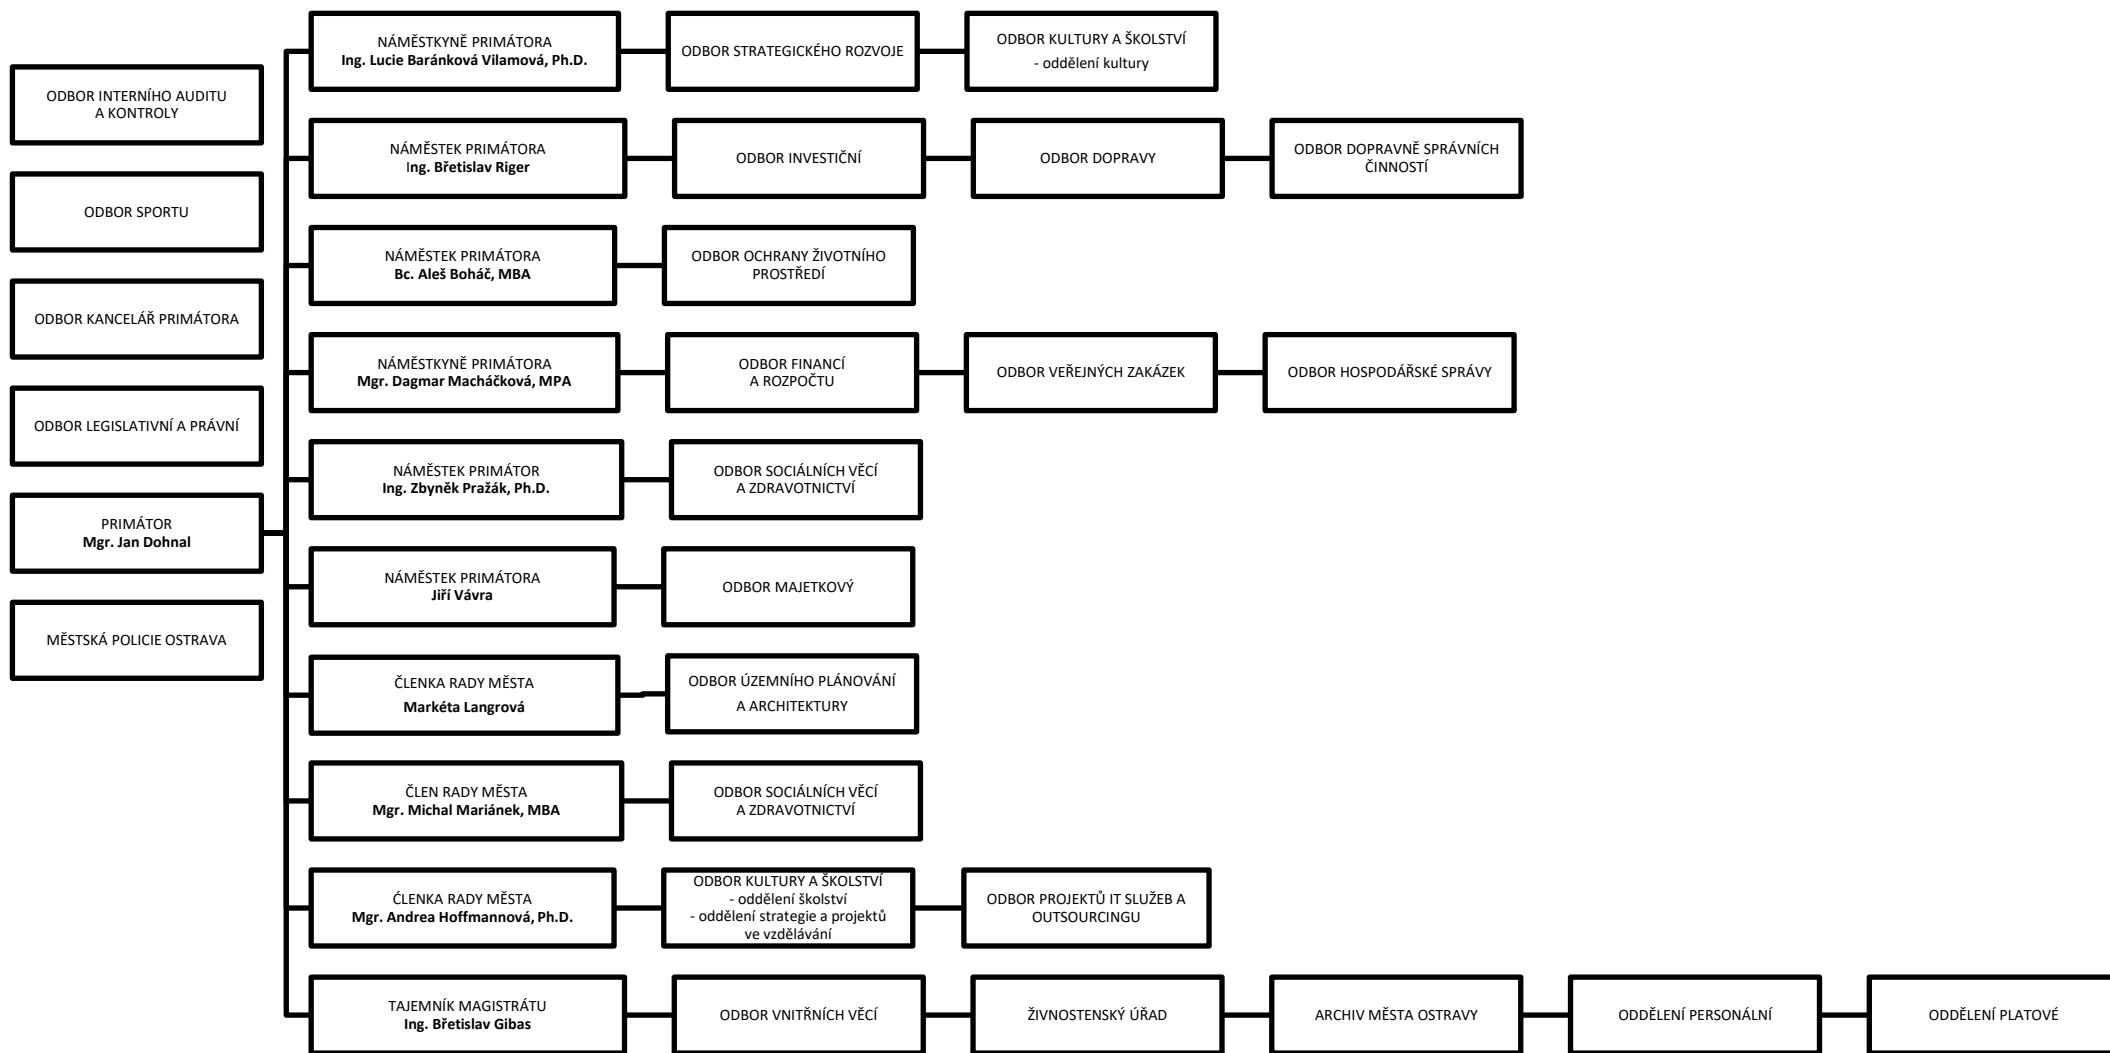 ODBOR INTERNÍHO AUDITU
A KONTROLY
ODBOR SPORTU
ODBOR KANCELÁŘ PRIMÁTORA
ODBOR LEGISLATIVNÍ A PRÁVNÍ
PRIMÁTOR
Mgr. Jan Dohnal
MĚSTSKÁ POLICIE OSTRAVA
NÁMĚSTKYNĚ PRIMÁTORA
Ing. Lucie Baránková Vilamová, Ph.D.
ODBOR STRATEGICKÉHO ROZVOJE
ODBOR KULTURY A ŠKOLSTVÍ
- oddělení kultury
NÁMĚSTEK PRIMÁTORA
Ing. Břetislav Riger
ODBOR INVESTIČNÍ
ODBOR DOPRAVY
ODBOR DOPRAVNĚ SPRÁVNÍCH
ČINNOSTÍ
NÁMĚSTEK PRIMÁTORA
Bc. Aleš Boháč, MBA
ODBOR OCHRANY ŽIVOTNÍHO
PROSTŘEDÍ
NÁMĚSTKYNĚ PRIMÁTORA
Mgr. Dagmar Macháčková, MPA
ODBOR FINANCÍ
A ROZPOČTU
ODBOR VEŘEJNÝCH ZAKÁZEK
ODBOR HOSPODÁŘSKÉ SPRÁVY
NÁMĚSTEK PRIMÁTOR
Ing. Zbyněk Pražák, Ph.D.
ODBOR SOCIÁLNÍCH VĚCÍ
A ZDRAVOTNICTVÍ
NÁMĚSTEK PRIMÁTORA
Jiří Vávra
ODBOR MAJETKOVÝ
ČLENKA RADY MĚSTA
Markéta Langrová
ODBOR ÚZEMNÍHO PLÁNOVÁNÍ
A ARCHITEKTURY
ČLEN RADY MĚSTA
Mgr. Michal Mariánek, MBA
ODBOR SOCIÁLNÍCH VĚCÍ
A ZDRAVOTNICTVÍ
ĆLENKA RADY MĚSTA
Mgr. Andrea Hoffmannová, Ph.D.
ODBOR KULTURY A ŠKOLSTVÍ
- oddělení školství
- oddělení strategie a projektů
ve vzdělávání
ODBOR PROJEKTŮ IT SLUŽEB A
OUTSOURCINGU
TAJEMNÍK MAGISTRÁTU
Ing. Břetislav Gibas
ODBOR VNITŘNÍCH VĚCÍ
ŽIVNOSTENSKÝ ÚŘAD
ARCHIV MĚSTA OSTRAVY
ODDĚLENÍ PERSONÁLNÍ
ODDĚLENÍ PLATOVÉ